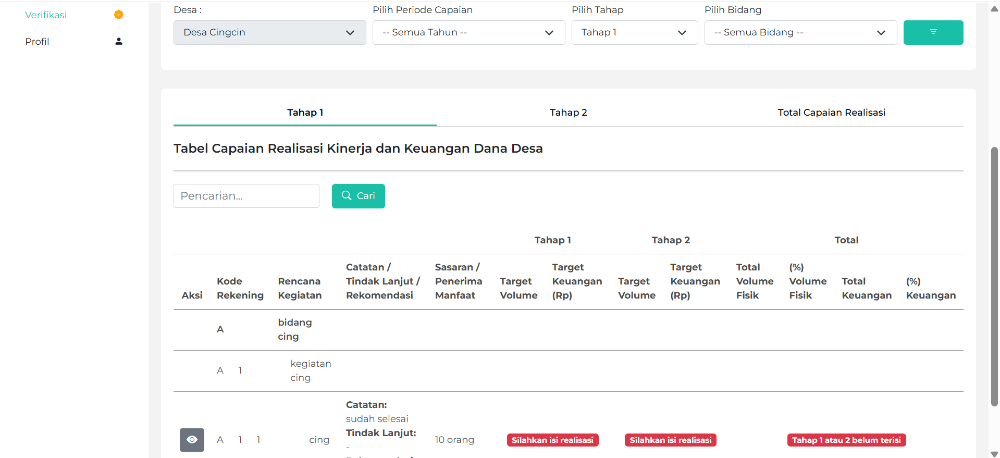 Verifikasi
Profil
Desa :
Pilih Periode Capaian
Pilih Tahap
Pilih Bidang
Desa Cingcin
-- Semua Tahun --
Tahap 1
-- Semua Bidang --
Tahap 1
Tahap 2
Total Capaian Realisasi
Tabel Capaian Realisasi Kinerja dan Keuangan Dana Desa
Pencarian...
Cari
Tahap 1
Tahap 2
Total
Aksi
Kode
Rekening
Rencana
Kegiatan
Catatan /
Tindak Lanjut /
Rekomendasi
Sasaran /
Penerima
Manfaat
Target
Volume
Target
Keuangan
(Rp)
Target
Volume
Target
Keuangan
(Rp)
Total
Volume
Fisik
(%)
Volume
Fisik
Total
Keuangan
(%)
Keuangan
A
bidang
cing
A 1
kegiatan
cing
A 1 1
cing
Catatan:
sudah selesai
Tindak Lanjut:
-
10 orang
Silahkan isi realisasi
Silahkan isi realisasi
Tahap 1 atau 2 belum terisi